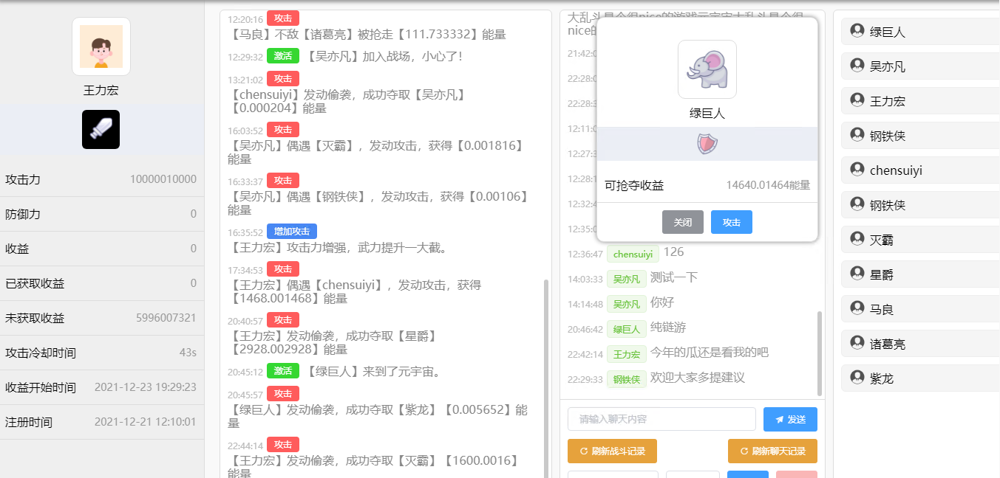 王力宏
攻击力 10000010000
防御力 0
收益 0
已获取收益 0
未获取收益 5996007321
攻击冷却时间 43s
收益开始时间 2021-12-23 19:29:23
注册时间 2021-12-21 12:10:01
12:20:16 攻击
【马良】不敌【诸葛亮】被抢走【111.733332】能量
12:29:32 激活 【吴亦凡】加入战场，小心了！
13:21:02 攻击
【chensuiyi】发动偷袭，成功夺取【吴亦凡】
【0.000204】能量
16:03:52 攻击
【吴亦凡】偶遇【灭霸】，发动攻击，获得【0.001816】
能量
16:33:37 攻击
【吴亦凡】偶遇【钢铁侠】，发动攻击，获得【0.00106】
能量
16:35:52 增加攻击
【王力宏】攻击力增强，武力提升一大截。
17:34:53 攻击
【王力宏】偶遇【chensuiyi】，发动攻击，获得
【1468.001468】能量
20:40:57 攻击
【王力宏】发动偷袭，成功夺取【星爵】
【2928.002928】能量
20:45:12 激活 【绿巨人】来到了元宇宙。
20:45:57 攻击
【绿巨人】发动偷袭，成功夺取【紫龙】【0.005652】能
量
22:44:14 攻击
【王力宏】发动偷袭，成功夺取【灭霸】【1600.0016】
能量
大乱斗是个很nice的游戏元宇宙大乱斗是个很
nice的
21:42:0
22:28:0
22:28:3
12:11:0
12:27:3
12:28:1
12:32:4
12:35:0
12:36:47 chensuiyi 126
14:03:33 吴亦凡 测试一下
14:14:48 吴亦凡 你好
20:46:42 绿巨人 纯链游
22:42:14 王力宏 今年的瓜还是看我的吧
22:29:33 钢铁侠 欢迎大家多提建议
请输入聊天内容 发送
刷新战斗记录 刷新聊天记录
绿巨人
可抢夺收益 14640.01464能量
关闭 攻击
绿巨人
吴亦凡
王力宏
钢铁侠
chensuiyi
钢铁侠
灭霸
星爵
马良
诸葛亮
紫龙